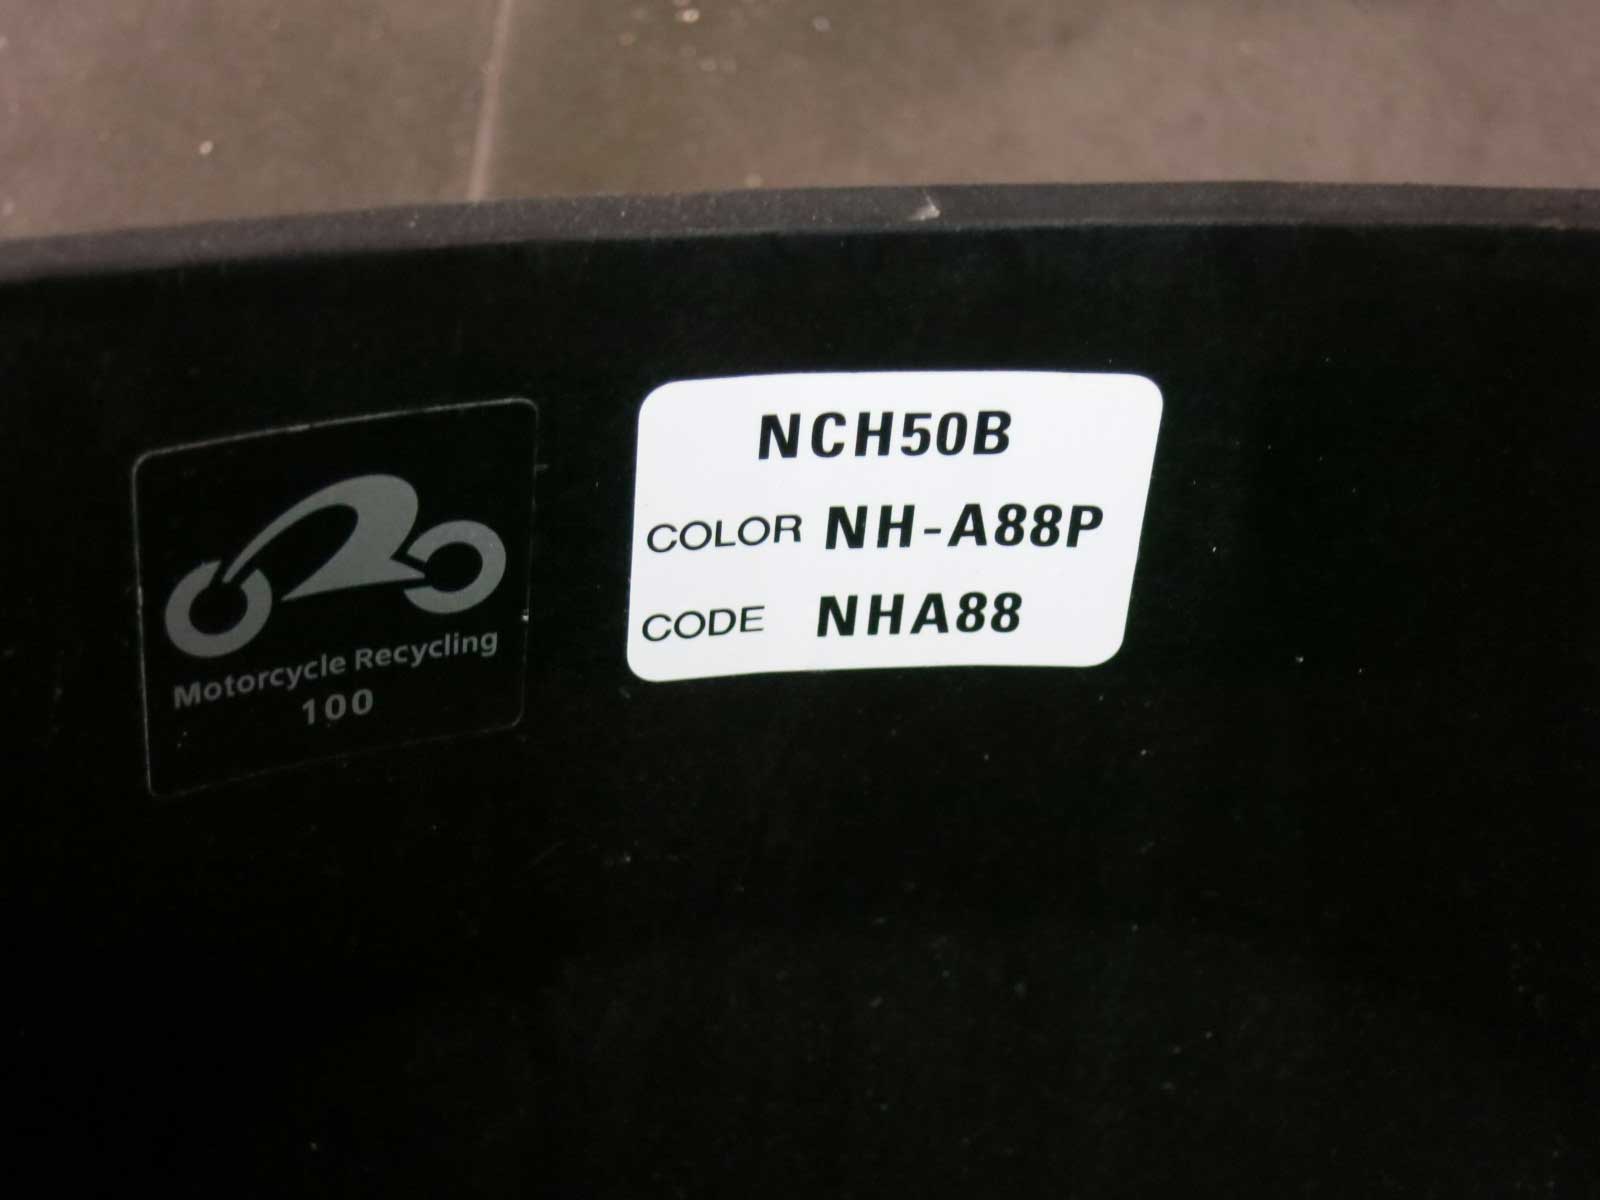 Motorcycle Recycling
100
NCH50B
COLOR NH-A88P
CODE NHA88